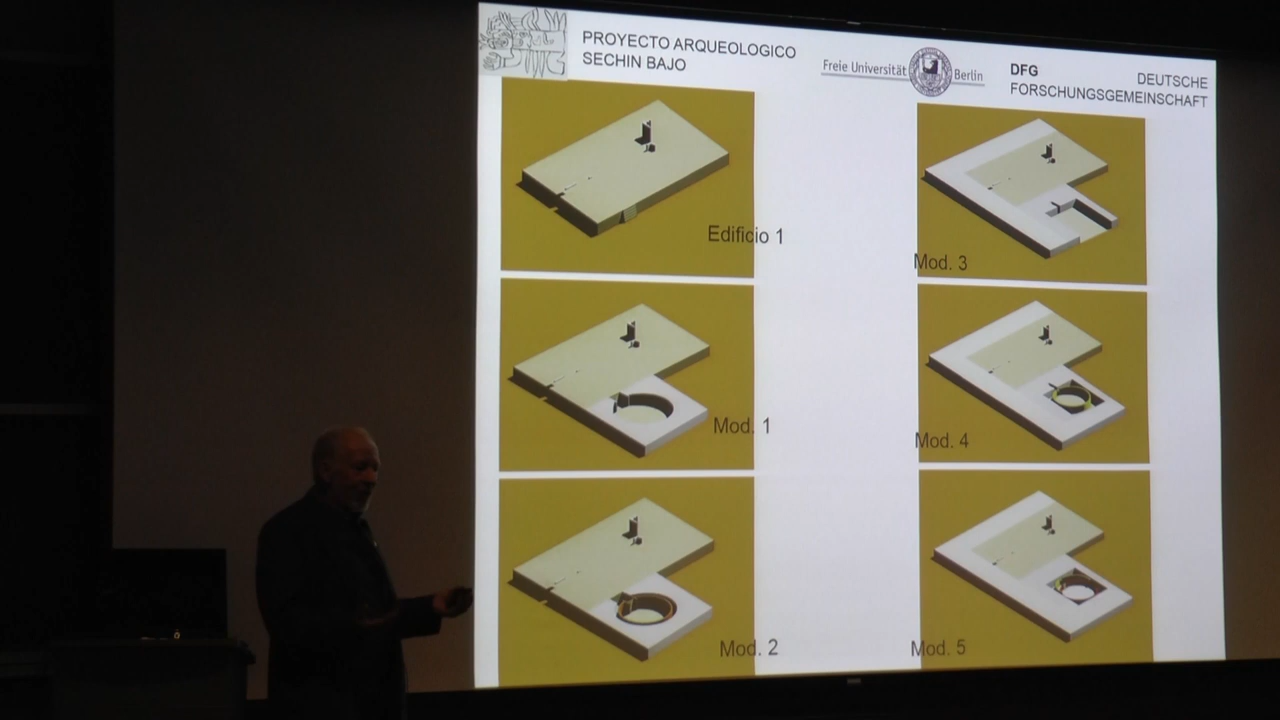 PROYECTO ARQUEOLOGICO
SECHIN BAJO
Freie Universität Berlin
DFG DEUTSCHE
FORSCHUNGSGEMEINSCHAFT
Edificio 1
Mod. 1
Mod. 2
Mod. 3
Mod. 4
Mod. 5